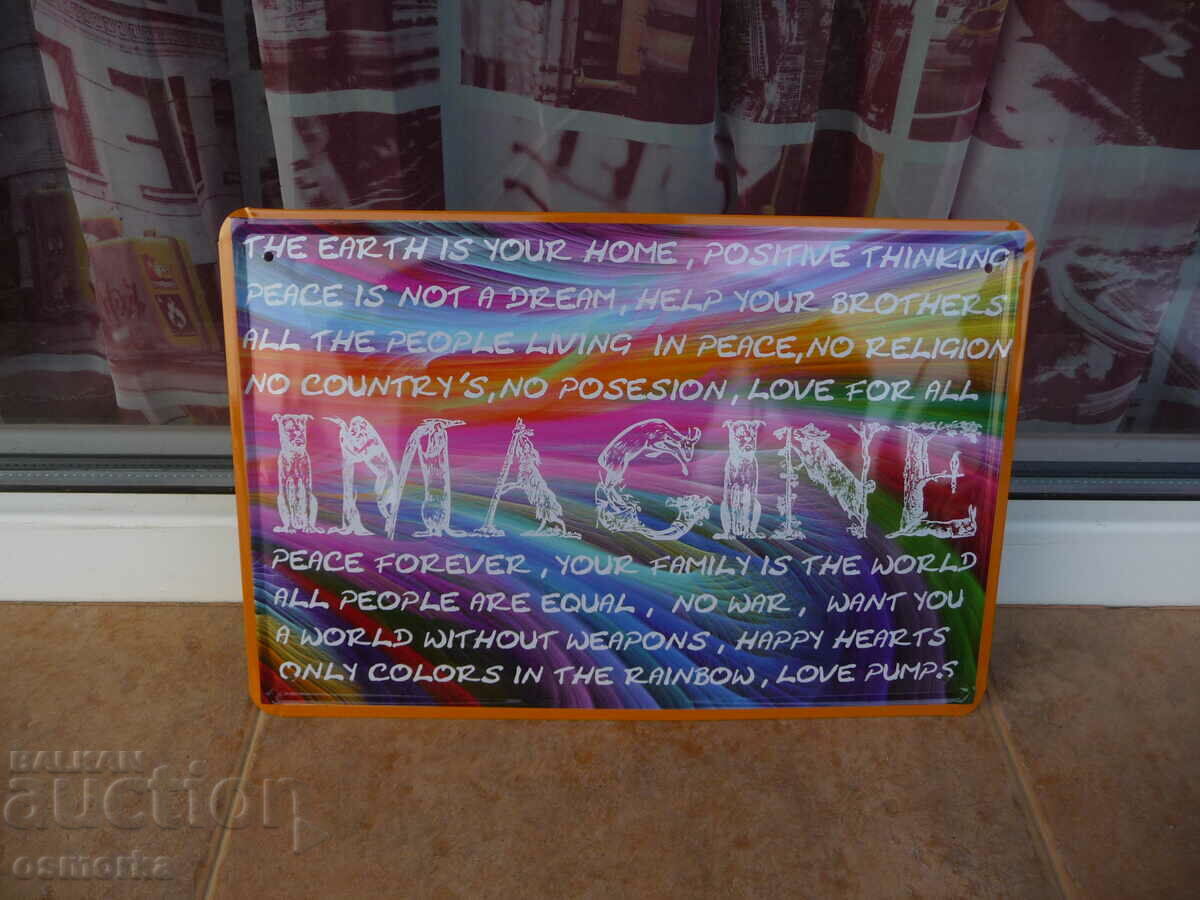 THE EARTH IS YOUR HOME, POSITIVE THINKING
PEACE IS NOT A DREAM, HELP YOUR BROTHERS
ALL THE PEOPLE LIVING IN PEACE, NO RELIGION
NO COUNTRY'S, NO POSESION, LOVE FOR ALL
IMAGINE
PEACE FOREVER, YOUR FAMILY IS THE WORLD
ALL PEOPLE ARE EQUAL, NO WAR, WANT YOU
A WORLD WITHOUT WEAPONS, HAPPY HEARTS
ONLY COLORS IN THE RAINBOW, LOVE PUMPS
BALKAN
auction
osmorka